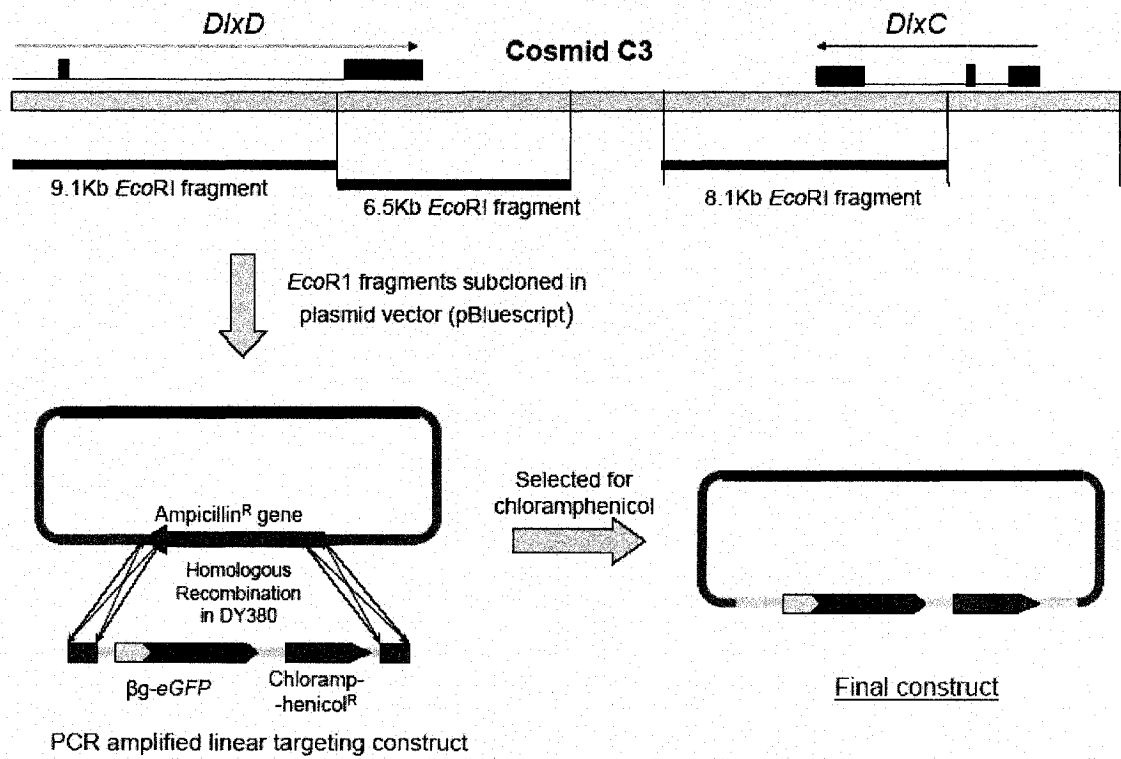 DlxD
Cosmid C3
DlxC
9.1Kb EcoRI fragment
6.5Kb EcoRI fragment
8.1Kb EcoRI fragment
EcoR1 fragments subcloned in
plasmid vector (pBluescript)
Ampicillinᴿ gene
Homologous
Recombination
in DY380
βg-eGFP
Chloramp-
-henicolᴿ
PCR amplified linear targeting construct
Selected for
chloramphenicol
Final construct